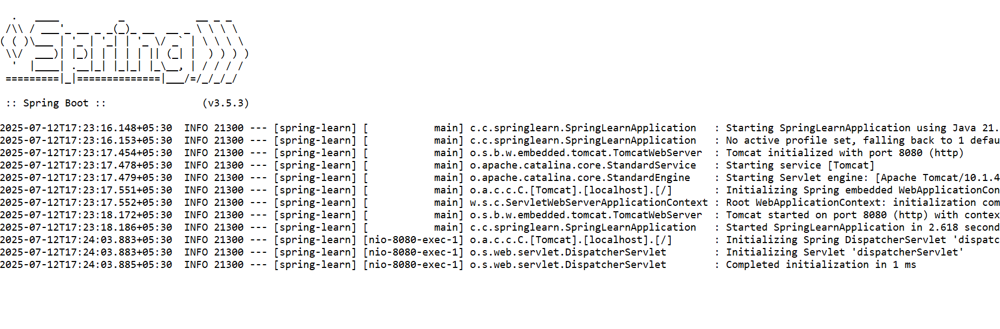 .   ____          _            __ _ _
 /\\ / ___'_ __ _ _(_)_ __  __ _ \ \ \ \
( ( )\___ | '_ | '_| | '_ \/ _` | \ \ \ \
 \\/  ___)| |_)| | | | | || (_| |  ) ) ) )
  '  |____| .__|_| |_|_| |_\__, | / / / /
 =========|_|==============|___/=/_/_/_/
 :: Spring Boot ::                (v3.5.3)
2025-07-12T17:23:16.148+05:30  INFO 21300 --- [spring-learn] [           main] c.c.springlearn.SpringLearnApplication   : Starting SpringLearnApplication using Java 21.
2025-07-12T17:23:16.153+05:30  INFO 21300 --- [spring-learn] [           main] c.c.springlearn.SpringLearnApplication   : No active profile set, falling back to 1 defau
2025-07-12T17:23:17.454+05:30  INFO 21300 --- [spring-learn] [           main] o.s.b.w.embedded.tomcat.TomcatWebServer  : Tomcat initialized with port 8080 (http)
2025-07-12T17:23:17.478+05:30  INFO 21300 --- [spring-learn] [           main] o.apache.catalina.core.StandardService   : Starting service [Tomcat]
2025-07-12T17:23:17.479+05:30  INFO 21300 --- [spring-learn] [           main] o.apache.catalina.core.StandardEngine    : Starting Servlet engine: [Apache Tomcat/10.1.4
2025-07-12T17:23:17.551+05:30  INFO 21300 --- [spring-learn] [           main] o.a.c.c.C.[Tomcat].[localhost].[/]       : Initializing Spring embedded WebApplicationCon
2025-07-12T17:23:17.552+05:30  INFO 21300 --- [spring-learn] [           main] w.s.c.ServletWebServerApplicationContext : Root WebApplicationContext: initialization com
2025-07-12T17:23:18.172+05:30  INFO 21300 --- [spring-learn] [           main] o.s.b.w.embedded.tomcat.TomcatWebServer  : Tomcat started on port 8080 (http) with contex
2025-07-12T17:23:18.186+05:30  INFO 21300 --- [spring-learn] [           main] c.c.springlearn.SpringLearnApplication   : Started SpringLearnApplication in 2.618 second
2025-07-12T17:24:03.883+05:30  INFO 21300 --- [spring-learn] [nio-8080-exec-1] o.a.c.c.C.[Tomcat].[localhost].[/]       : Initializing Spring DispatcherServlet 'dispatc
2025-07-12T17:24:03.883+05:30  INFO 21300 --- [spring-learn] [nio-8080-exec-1] o.s.web.servlet.DispatcherServlet        : Initializing Servlet 'dispatcherServlet'
2025-07-12T17:24:03.885+05:30  INFO 21300 --- [spring-learn] [nio-8080-exec-1] o.s.web.servlet.DispatcherServlet        : Completed initialization in 1 ms